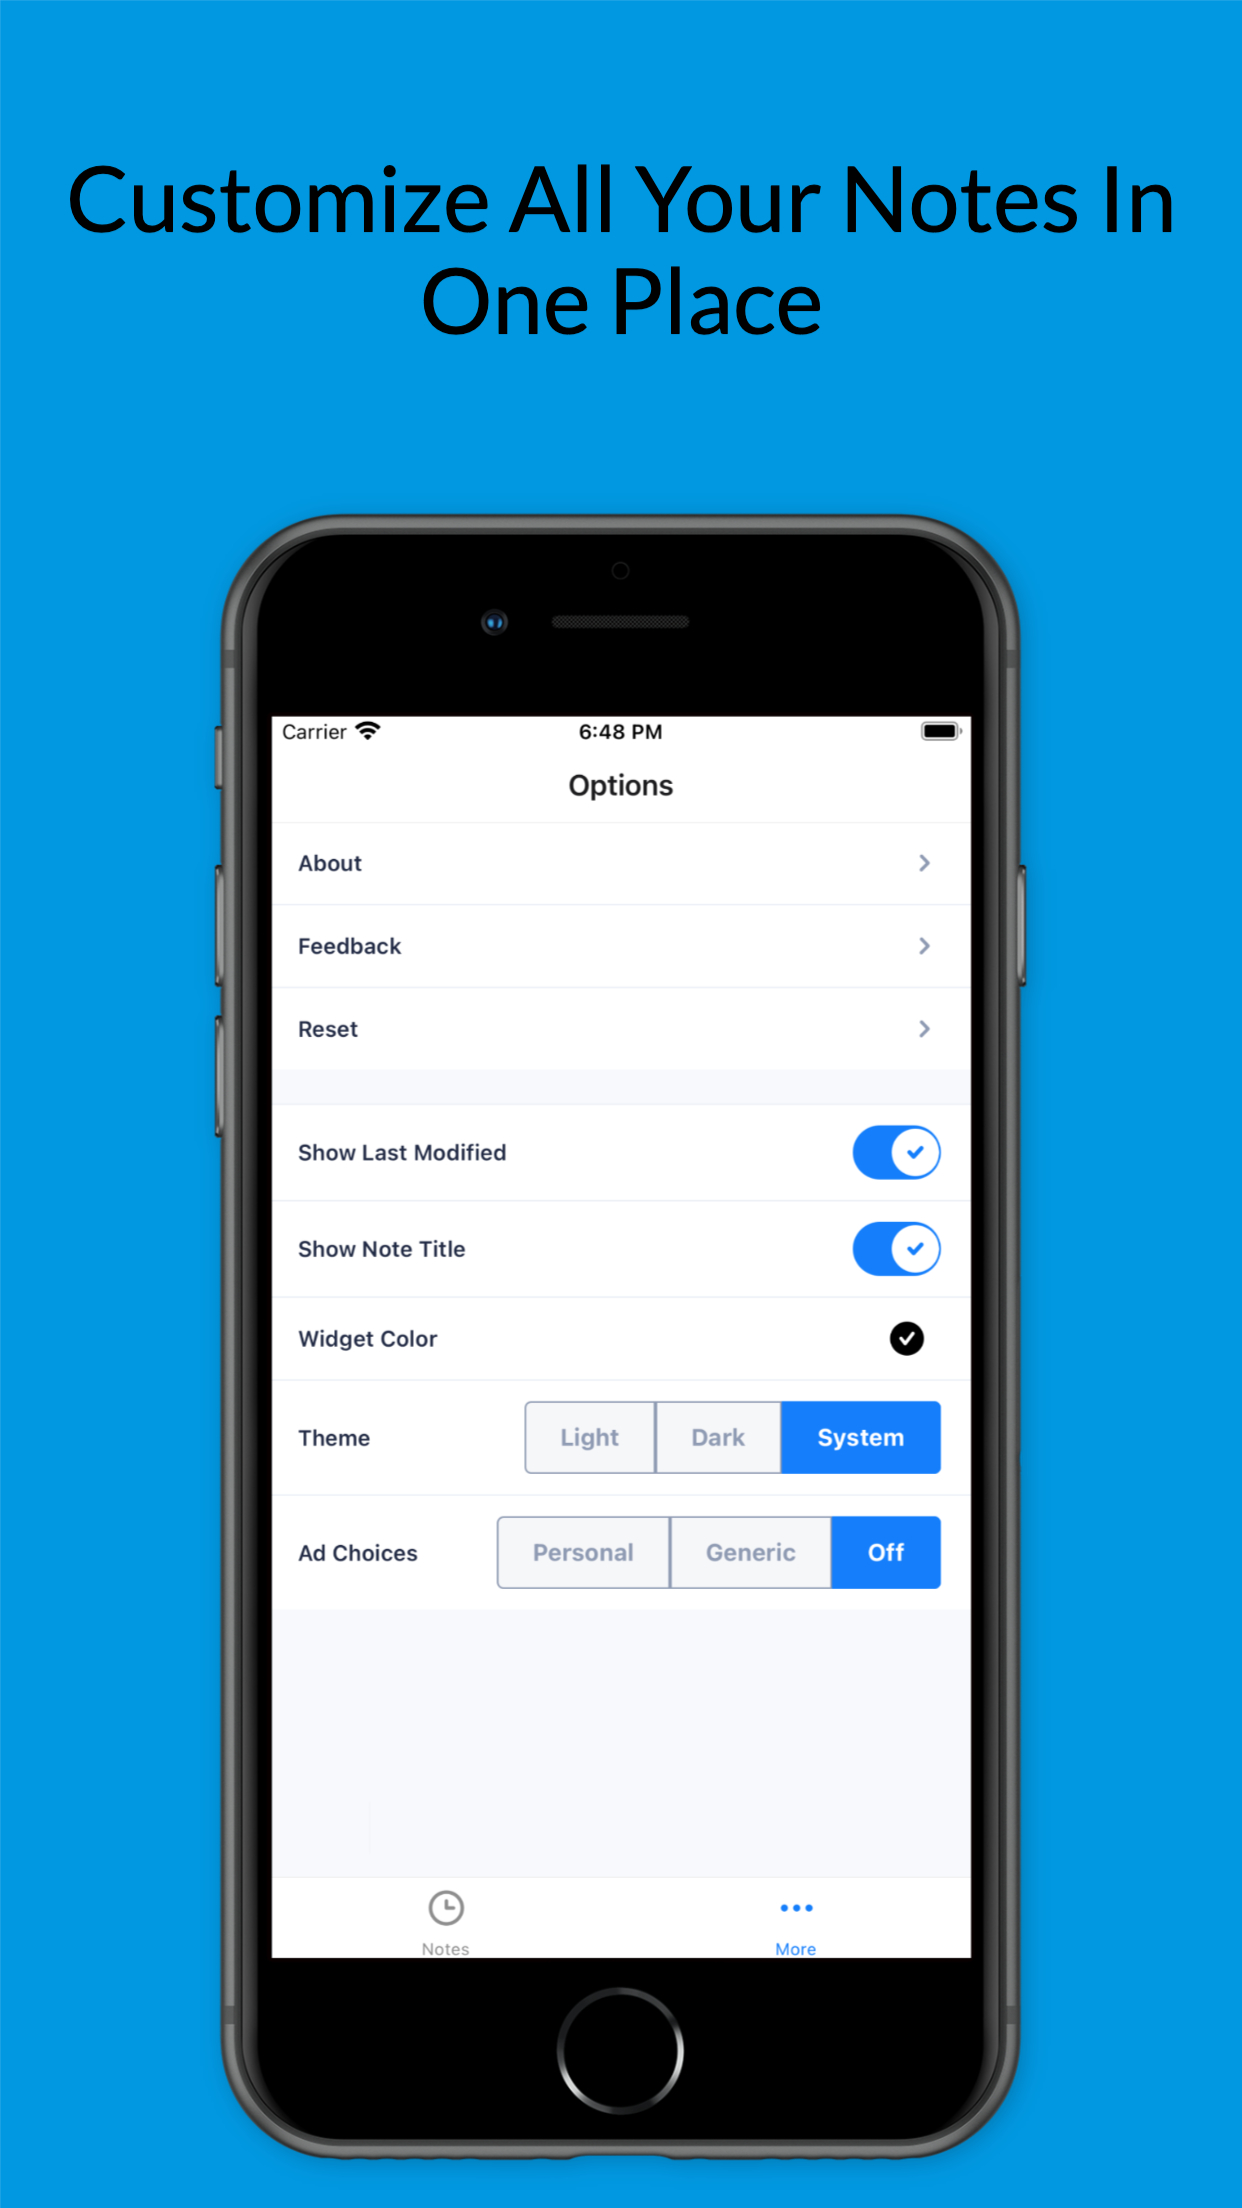 Customize All Your Notes In
One Place
Carrier 6:48 PM
Options
About
Feedback
Reset
Show Last Modified
Show Note Title
Widget Color
Theme Light Dark System
Ad Choices Personal Generic Off
Notes More